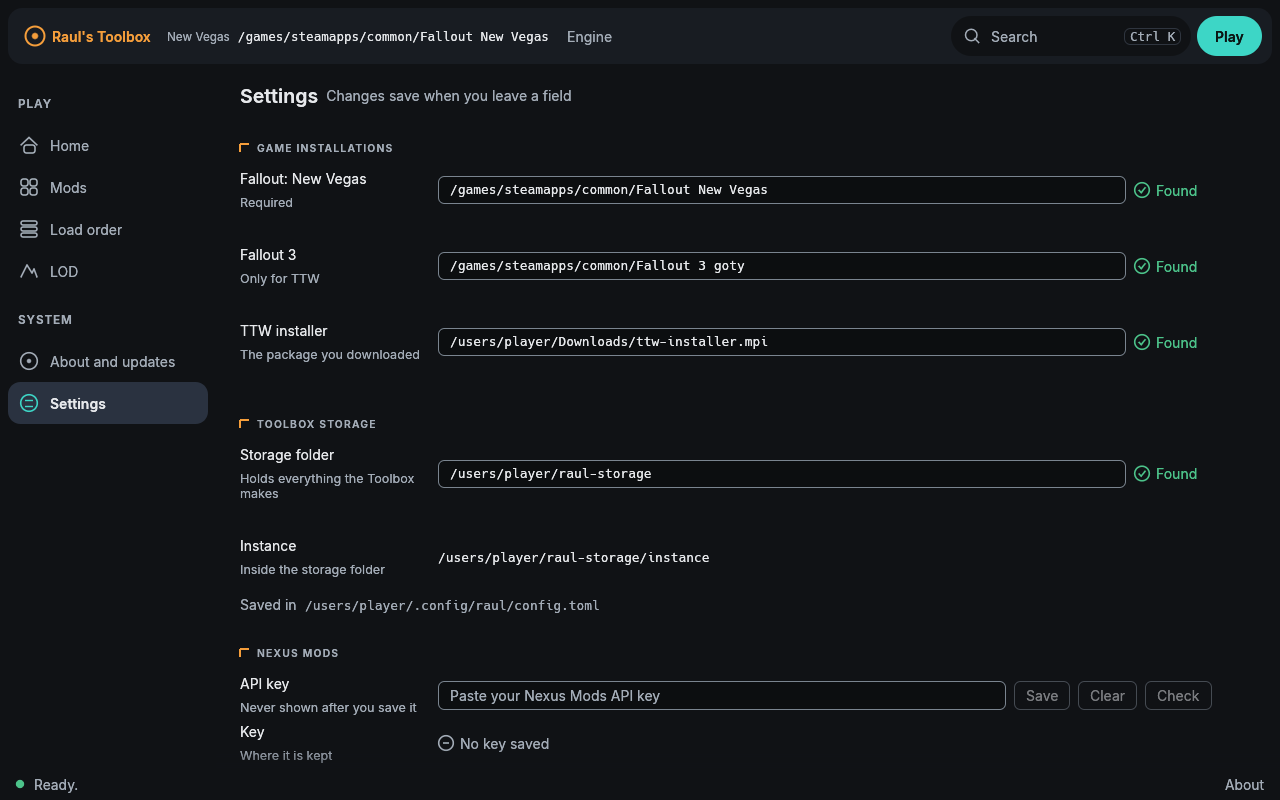 Raul's Toolbox New Vegas /games/steamapps/common/Fallout New Vegas Engine Search Ctrl K Play
PLAY
Home
Mods
Load order
LOD
SYSTEM
About and updates
Settings
Settings Changes save when you leave a field
GAME INSTALLATIONS
Fallout: New Vegas
Required
/games/steamapps/common/Fallout New Vegas Found
Fallout 3
Only for TTW
/games/steamapps/common/Fallout 3 goty Found
TTW installer
The package you downloaded
/users/player/Downloads/ttw-installer.mpi Found
TOOLBOX STORAGE
Storage folder
Holds everything the Toolbox
makes
/users/player/raul-storage Found
Instance
Inside the storage folder
/users/player/raul-storage/instance
Saved in /users/player/.config/raul/config.toml
NEXUS MODS
API key
Never shown after you save it
Paste your Nexus Mods API key Save Clear Check
Key
Where it is kept
No key saved
Ready. About